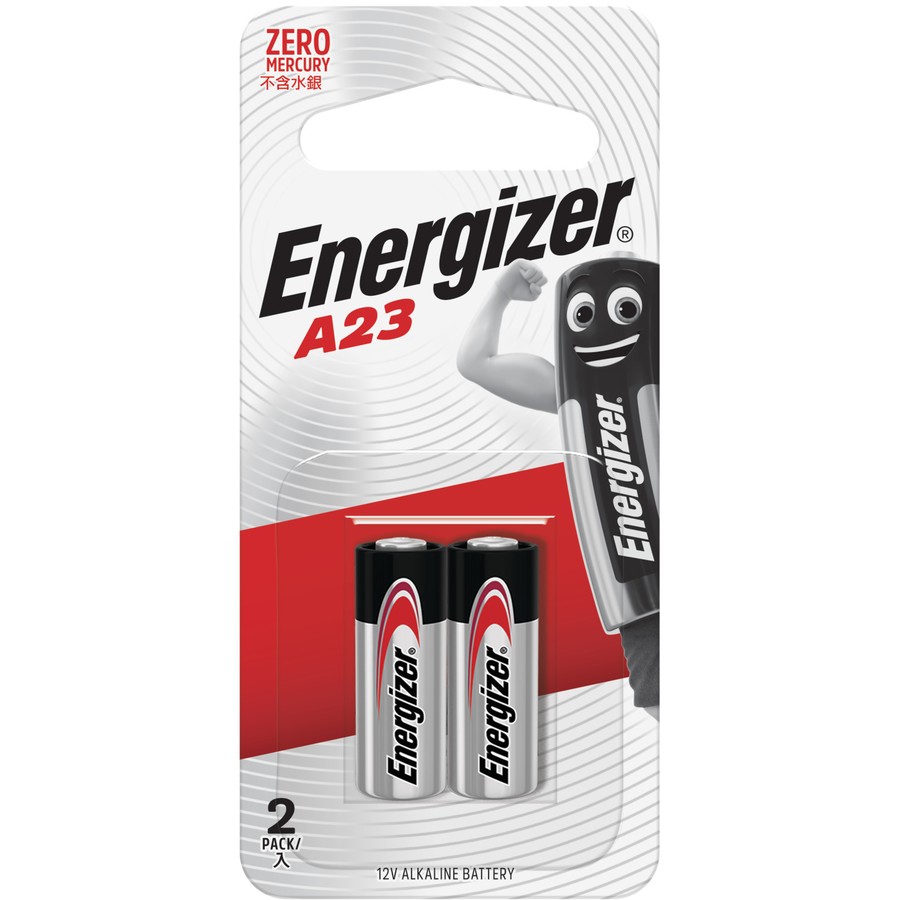 ZERO
MERCURY
不含水銀
Energizer®
A23
Energizer®
Energizer®
Energizer®
2
PACK/
入
12V ALKALINE BATTERY